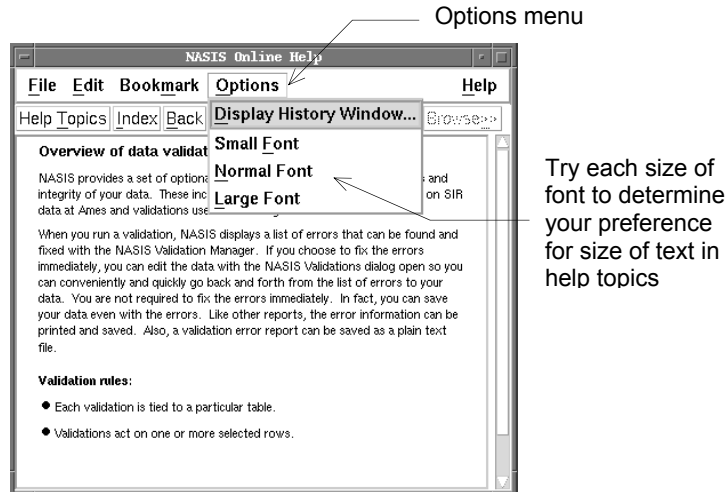 Options menu
NASIS Online Help
File Edit Bookmark Options Help
Help Topics Index Back Browse>>
Display History Window...
Small Font
Normal Font
Large Font
Overview of data validat
NASIS provides a set of optiona s and
integrity of your data. These inc on SIR
data at Ames and validations use
When you run a validation, NASIS displays a list of errors that can be found and
fixed with the NASIS Validation Manager. If you choose to fix the errors
immediately, you can edit the data with the NASIS Validations dialog open so you
can conveniently and quickly go back and forth from the list of errors to your
data. You are not required to fix the errors immediately. In fact, you can save
your data even with the errors. Like other reports, the error information can be
printed and saved. Also, a validation error report can be saved as a plain text
file.
Validation rules:
Each validation is tied to a particular table.
Validations act on one or more selected rows.
Try each size of
font to determine
your preference
for size of text in
help topics